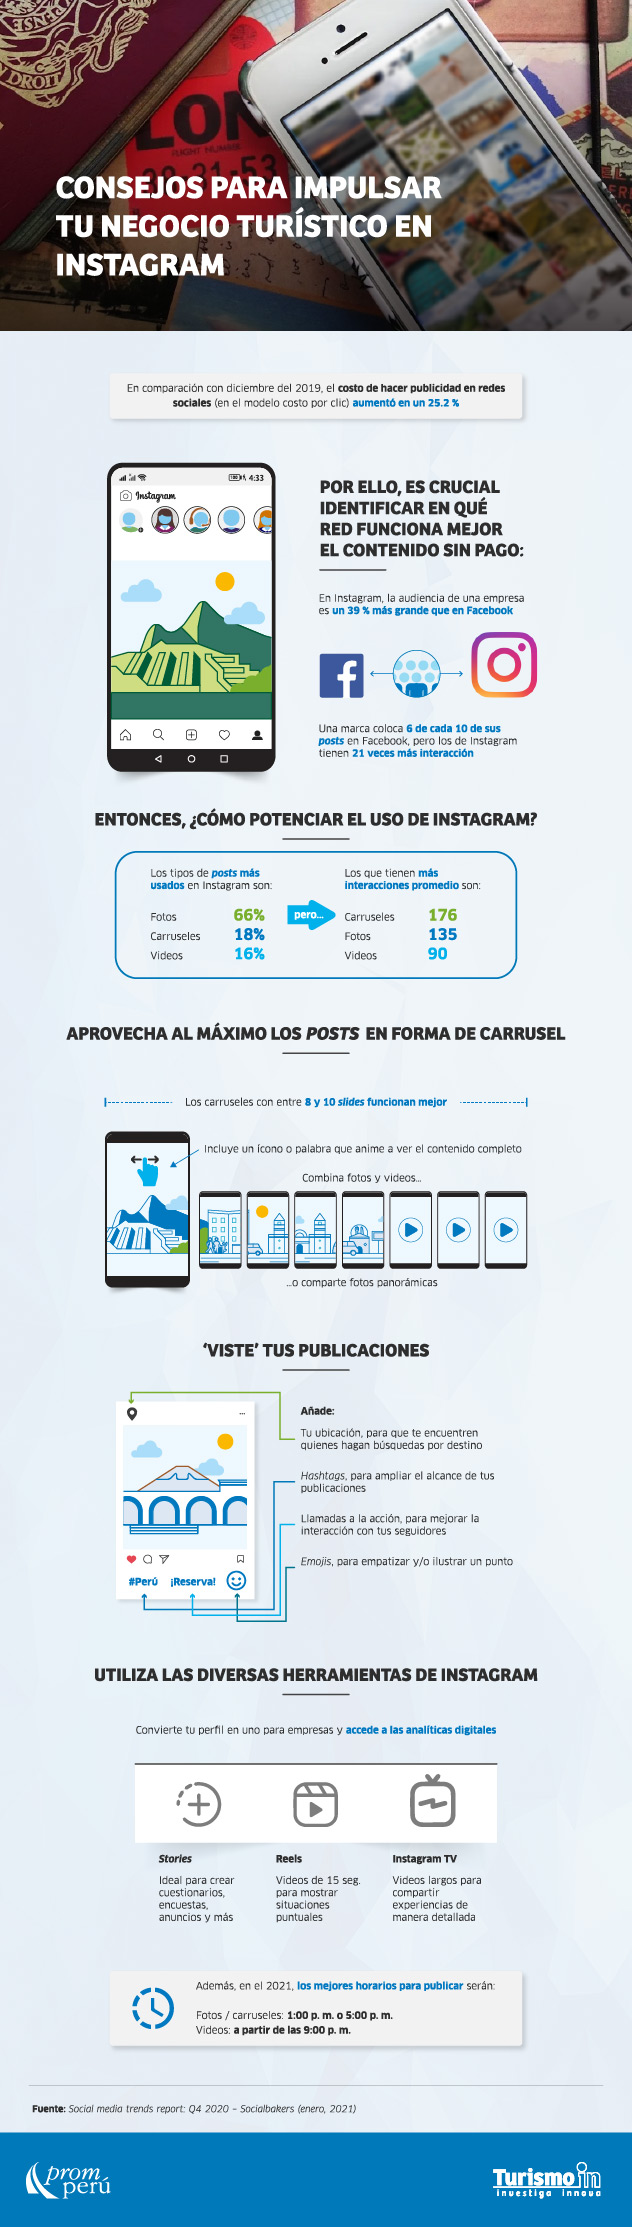 LON
FLIGHT NUMBER
CONSEJOS PARA IMPULSAR
TU NEGOCIO TURÍSTICO EN
INSTAGRAM
En comparación con diciembre del 2019, el costo de hacer publicidad en redes
sociales (en el modelo costo por clic) aumentó en un 25.2 %
4:33
Instagram
POR ELLO, ES CRUCIAL
IDENTIFICAR EN QUÉ
RED FUNCIONA MEJOR
EL CONTENIDO SIN PAGO:
En Instagram, la audiencia de una empresa
es un 39 % más grande que en Facebook
Una marca coloca 6 de cada 10 de sus
posts en Facebook, pero los de Instagram
tienen 21 veces más interacción
ENTONCES, ¿CÓMO POTENCIAR EL USO DE INSTAGRAM?
Los tipos de posts más
usados en Instagram son:
Fotos 66%
Carruseles 18%
Videos 16%
pero...
Los que tienen más
interacciones promedio son:
Carruseles 176
Fotos 135
Videos 90
APROVECHA AL MÁXIMO LOS POSTS EN FORMA DE CARRUSEL
Los carruseles con entre 8 y 10 slides funcionan mejor
Incluye un ícono o palabra que anime a ver el contenido completo
Combina fotos y videos...
...o comparte fotos panorámicas
‘VISTE’ TUS PUBLICACIONES
Añade:
Tu ubicación, para que te encuentren
quienes hagan búsquedas por destino
Hashtags, para ampliar el alcance de tus
publicaciones
Llamadas a la acción, para mejorar la
interacción con tus seguidores
Emojis, para empatizar y/o ilustrar un punto
#Perú ¡Reserva!
UTILIZA LAS DIVERSAS HERRAMIENTAS DE INSTAGRAM
Convierte tu perfil en uno para empresas y accede a las analíticas digitales
Stories
Ideal para crear
cuestionarios,
encuestas,
anuncios y más
Reels
Videos de 15 seg.
para mostrar
situaciones
puntuales
Instagram TV
Videos largos para
compartir
experiencias de
manera detallada
Además, en el 2021, los mejores horarios para publicar serán:
Fotos / carruseles: 1:00 p. m. o 5:00 p. m.
Videos: a partir de las 9:00 p. m.
Fuente: Social media trends report: Q4 2020 – Socialbakers (enero, 2021)
prom
perú
Turismo in
investiga innova